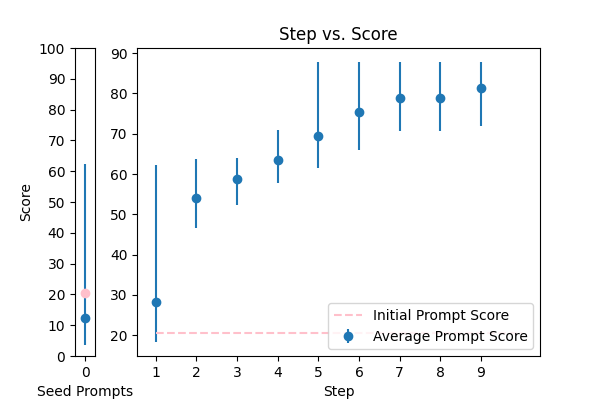 Step vs. Score
Score
100
90
80
70
60
50
40
30
20
10
0
0
Seed Prompts
90
80
70
60
50
40
30
20
1 2 3 4 5 6 7 8 9
Step
Initial Prompt Score
Average Prompt Score